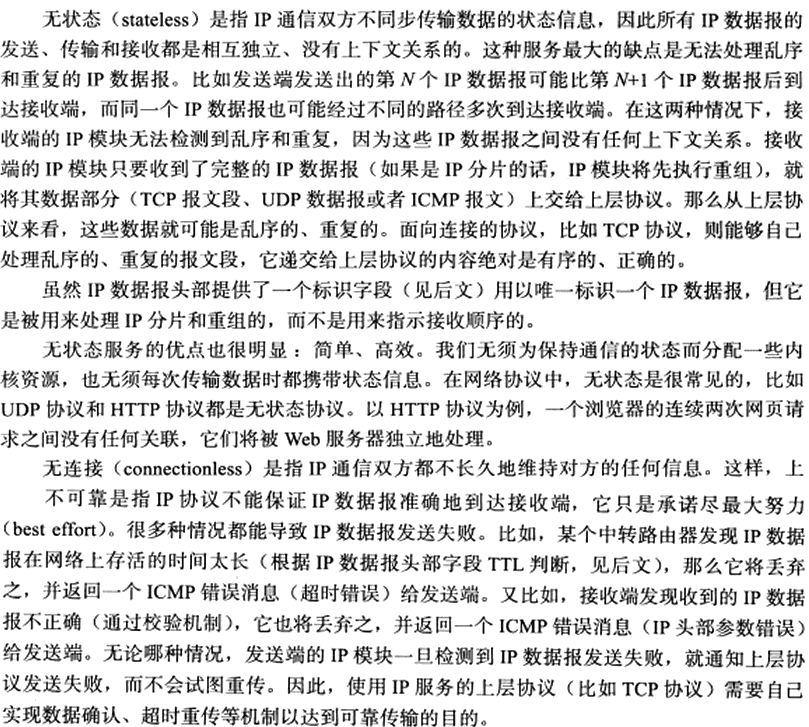 无状态（stateless）是指 IP 通信双方不同步传输数据的状态信息，因此所有 IP 数据报的
发送、传输和接收都是相互独立、没有上下文关系的。这种服务最大的缺点是无法处理乱序
和重复的 IP 数据报。比如发送端发送出的第 N 个 IP 数据报可能比第 N+1 个 IP 数据报后到
达接收端，而同一个 IP 数据报也可能经过不同的路径多次到达接收端。在这两种情况下，接
收端的 IP 模块无法检测到乱序和重复，因为这些 IP 数据报之间没有任何上下文关系。接收
端的 IP 模块只要收到了完整的 IP 数据报（如果是 IP 分片的话，IP 模块将先执行重组），就
将其数据部分（TCP 报文段、UDP 数据报或者 ICMP 报文）上交给上层协议。那么从上层协
议来看，这些数据就可能是乱序的、重复的。面向连接的协议，比如 TCP 协议，则能够自己
处理乱序的、重复的报文段，它递交给上层协议的内容绝对是有序的、正确的。
虽然 IP 数据报头部提供了一个标识字段（见后文）用以唯一标识一个 IP 数据报，但它
是被用来处理 IP 分片和重组的，而不是用来指示接收顺序的。
无状态服务的优点也很明显：简单、高效。我们无须为保持通信的状态而分配一些内
核资源，也无须每次传输数据时都携带状态信息。在网络协议中，无状态是很常见的，比如
UDP 协议和 HTTP 协议都是无状态协议。以 HTTP 协议为例，一个浏览器的连续两次网页请
求之间没有任何关联，它们将被 Web 服务器独立地处理。
无连接（connectionless）是指 IP 通信双方都不长久地维持对方的任何信息。这样，上
不可靠是指 IP 协议不能保证 IP 数据报准确地到达接收端，它只是承诺尽最大努力
（best effort）。很多种情况都能导致 IP 数据报发送失败。比如，某个中转路由器发现 IP 数据
报在网络上存活的时间太长（根据 IP 数据报头部字段 TTL 判断，见后文），那么它将丢弃
之，并返回一个 ICMP 错误消息（超时错误）给发送端。又比如，接收端发现收到的 IP 数据
报不正确（通过校验机制），它也将丢弃之，并返回一个 ICMP 错误消息（IP 头部参数错误）
给发送端。无论哪种情况，发送端的 IP 模块一旦检测到 IP 数据报发送失败，就通知上层协
议发送失败，而不会试图重传。因此，使用 IP 服务的上层协议（比如 TCP 协议）需要自己
实现数据确认、超时重传等机制以达到可靠传输的目的。